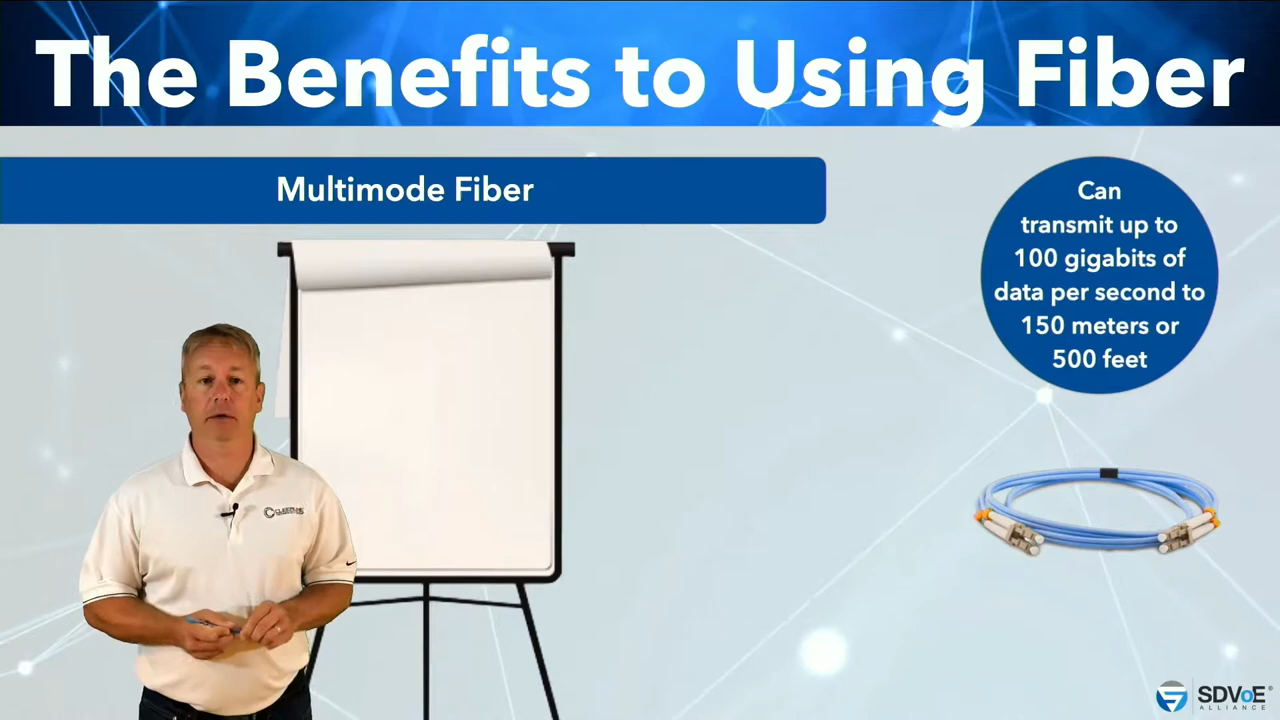 The Benefits to Using Fiber
Multimode Fiber
Can
transmit up to
100 gigabits of
data per second to
150 meters or
500 feet
SDVoE
ALLIANCE